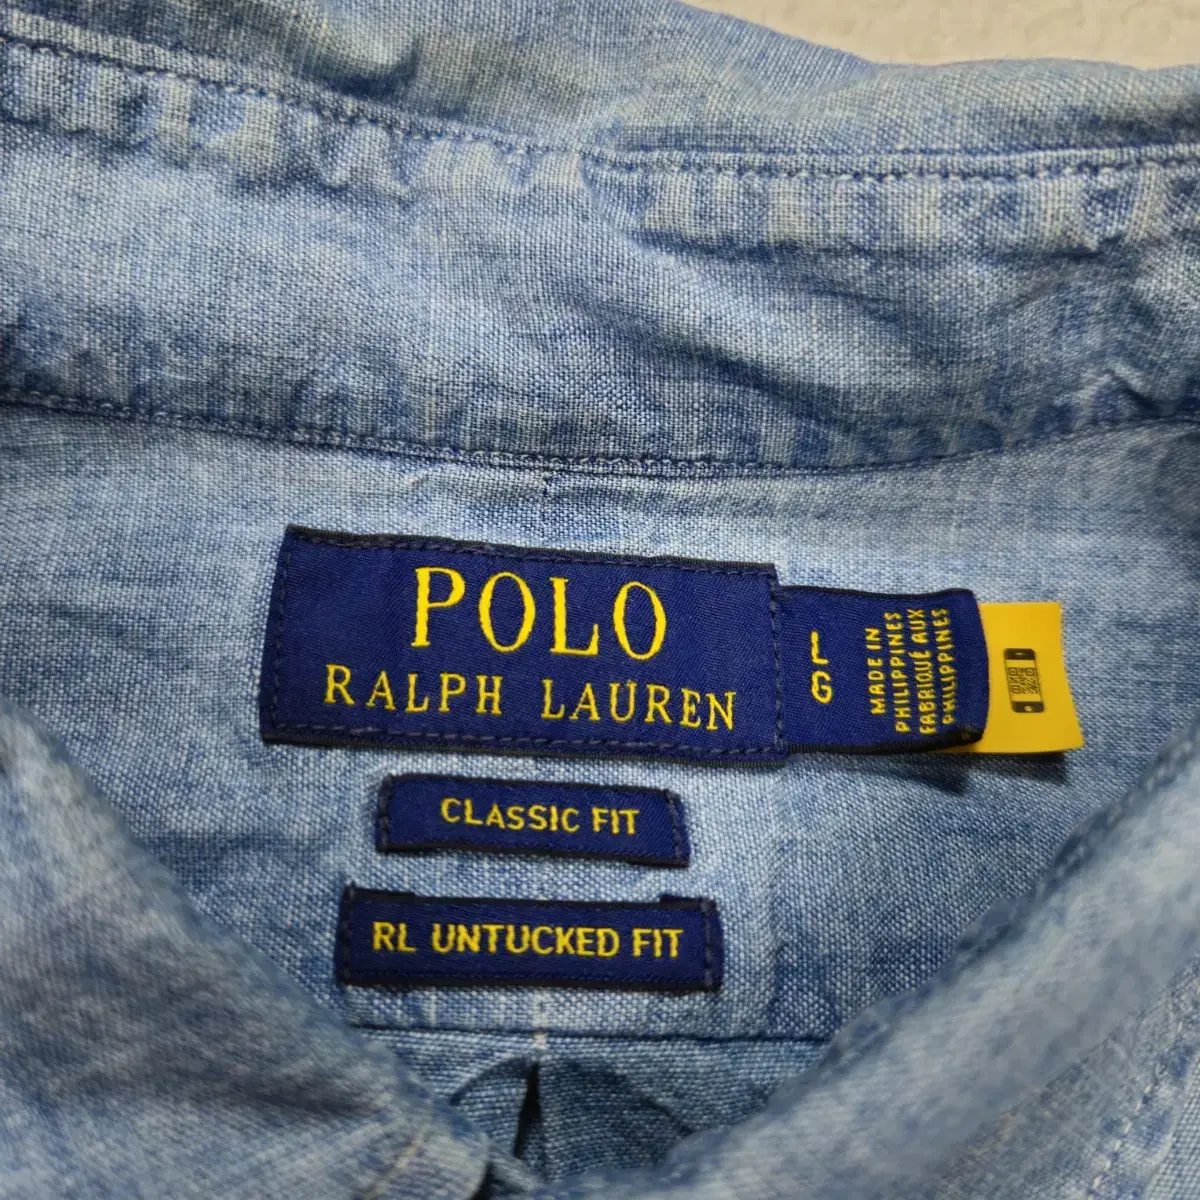 POLO
RALPH LAUREN
L
G
MADE IN
PHILIPPINES
FABRIQUÉ AUX
PHILIPPINES
CLASSIC FIT
RL UNTUCKED FIT